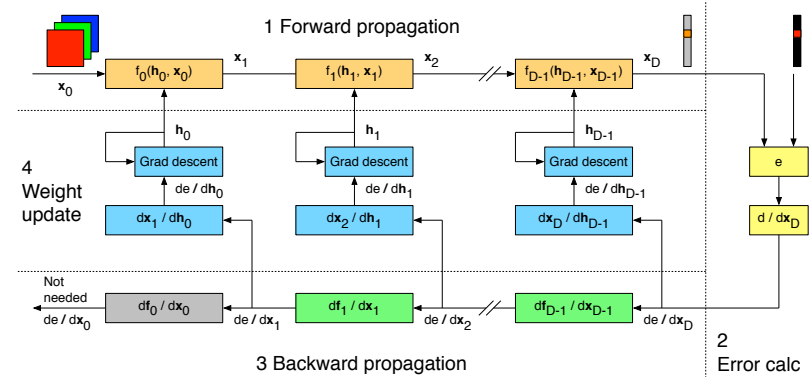 1 Forward propagation
x0
f0(h0, x0)
x1
f1(h1, x1)
x2
fD-1(hD-1, xD-1)
xD
h0
h1
hD-1
Grad descent
Grad descent
Grad descent
e
4
Weight
update
de / dh0
de / dh1
de / dhD-1
dx1 / dh0
dx2 / dh1
dxD / dhD-1
d / dxD
Not
needed
de / dx0
df0 / dx0
de / dx1
df1 / dx1
de / dx2
dfD-1 / dxD-1
de / dxD
3 Backward propagation
2
Error calc